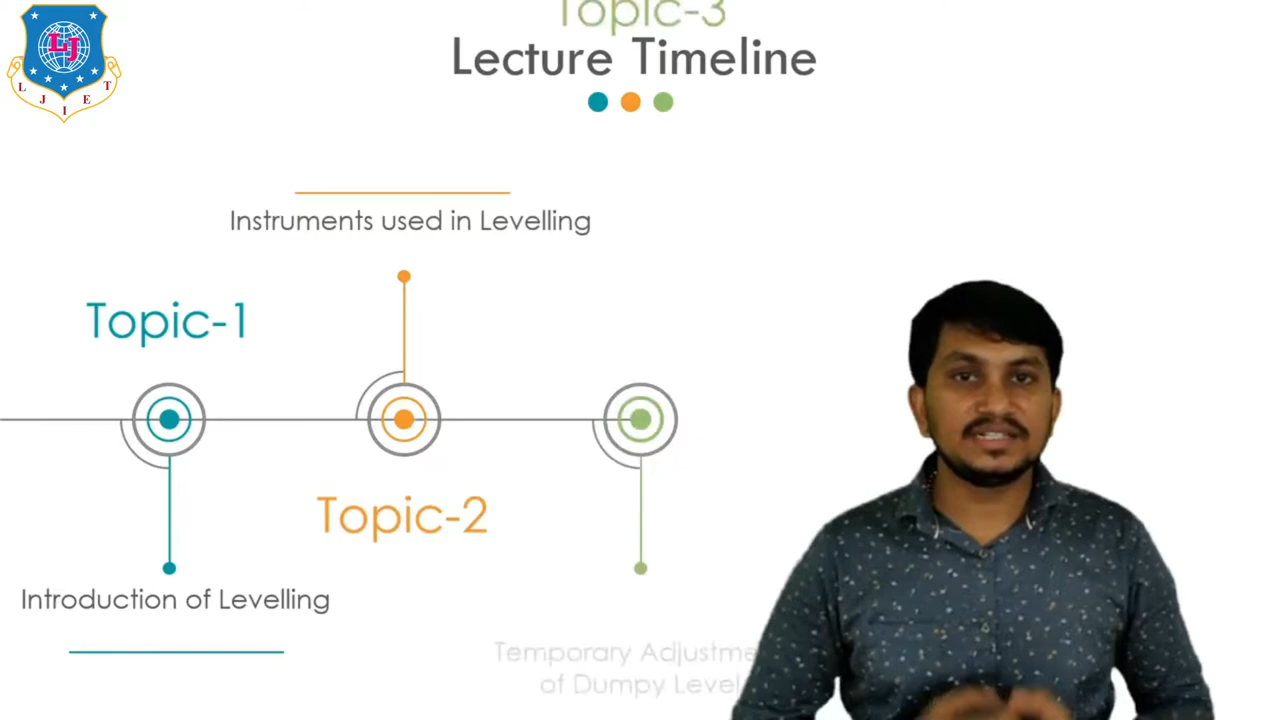 L J I E T
LJ
Topic-3
Lecture Timeline
Instruments used in Levelling
Topic-1
Topic-2
Introduction of Levelling
Temporary Adjustme
of Dumpy Level